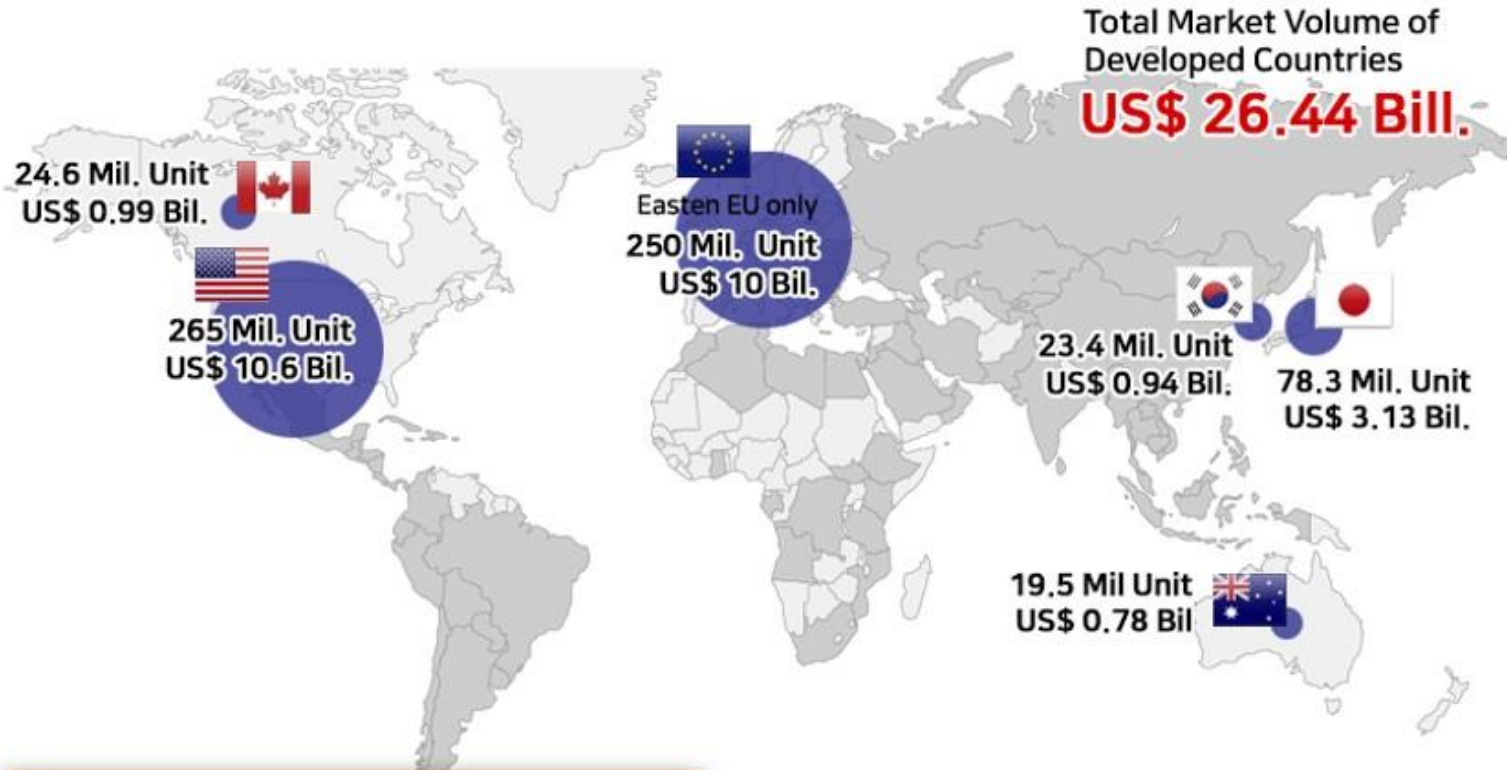 Total Market Volume of
Developed Countries
US$ 26.44 Bill.
24.6 Mil. Unit
US$ 0.99 Bil.
265 Mil. Unit
US$ 10.6 Bil.
Easten EU only
250 Mil. Unit
US$ 10 Bil.
23.4 Mil. Unit
US$ 0.94 Bil.
78.3 Mil. Unit
US$ 3.13 Bil.
19.5 Mil Unit
US$ 0.78 Bil